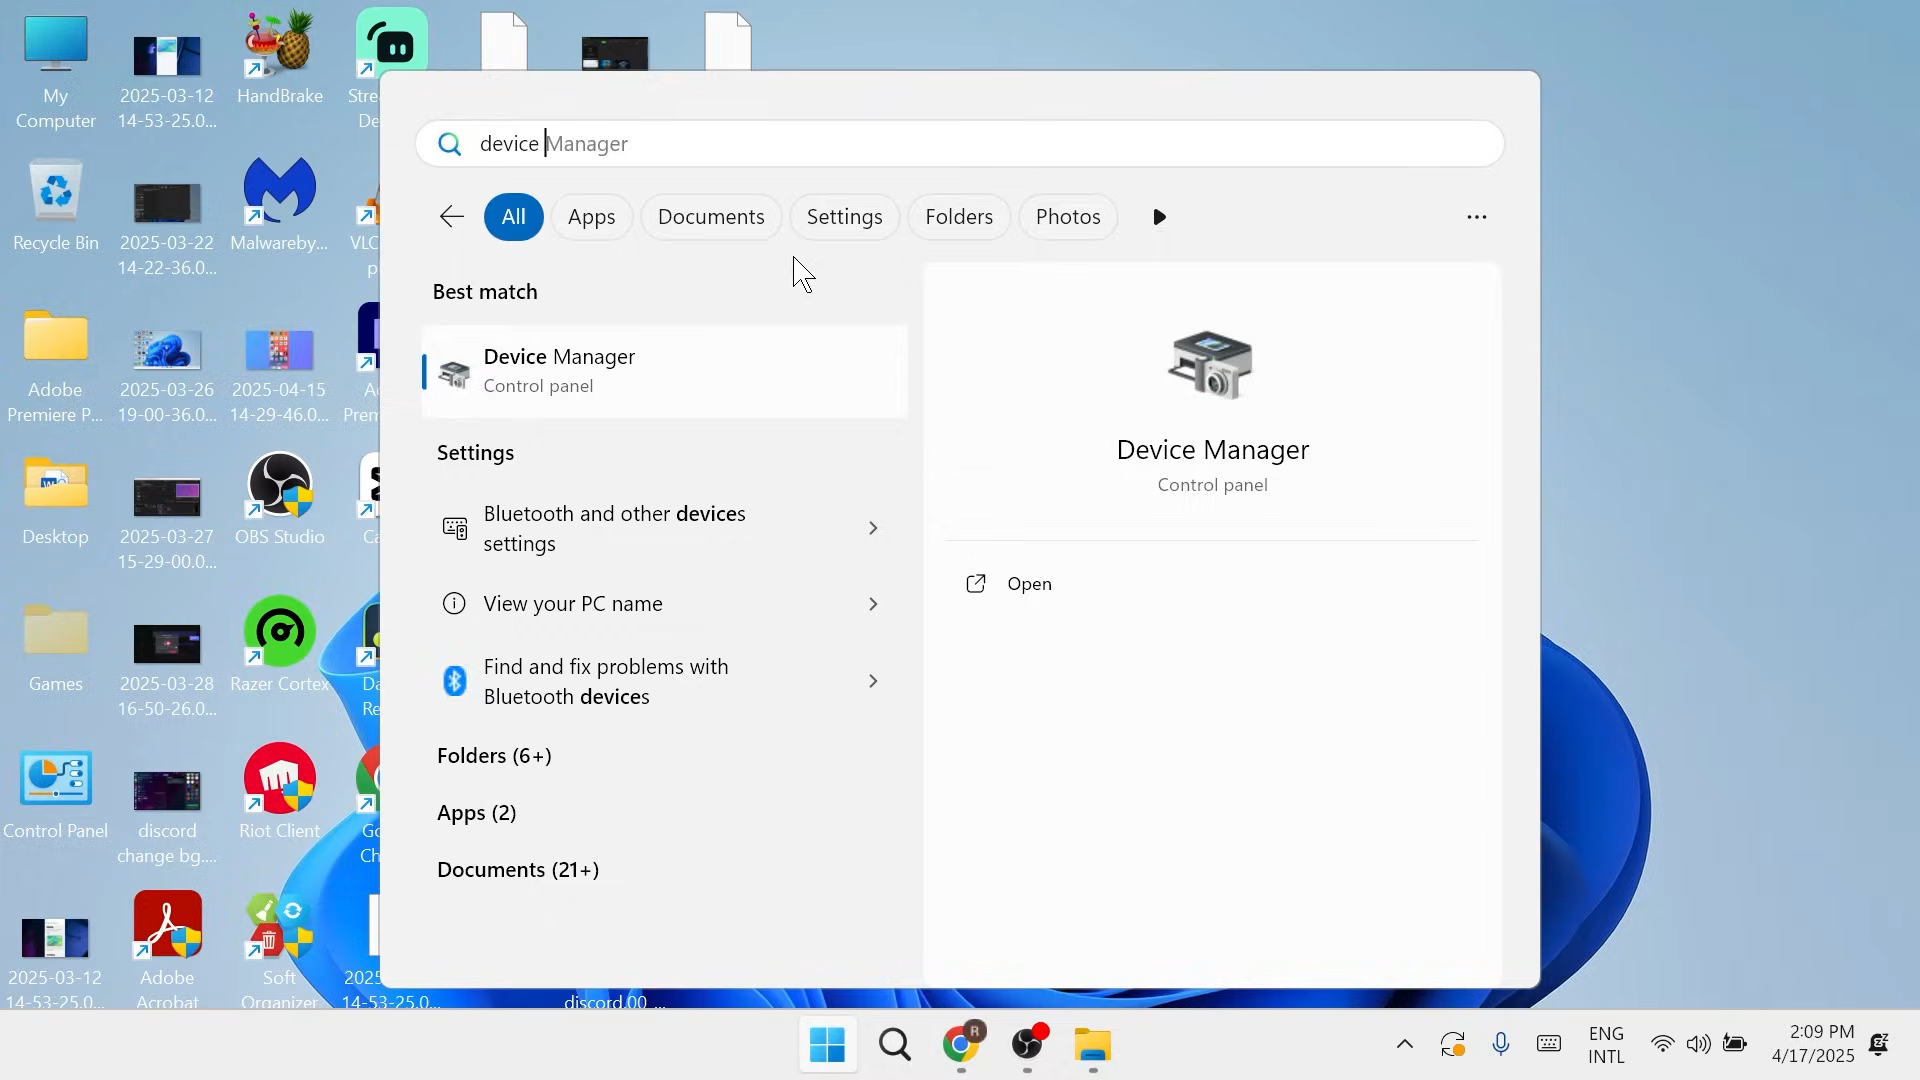 device Manager
All
Apps
Documents
Settings
Folders
Photos
Best match
Device Manager
Control panel
Settings
Bluetooth and other devices
settings
View your PC name
Find and fix problems with
Bluetooth devices
Folders (6+)
Apps (2)
Documents (21+)
Device Manager
Control panel
Open
My
Computer
2025-03-12
14-53-25.0...
HandBrake
Recycle Bin
2025-03-22
14-22-36.0...
Malwareby...
Adobe
Premiere P...
2025-03-26
19-00-36.0...
2025-04-15
14-29-46.0...
Desktop
2025-03-27
15-29-00.0...
OBS Studio
Games
2025-03-28
16-50-26.0...
Razer Cortex
Control Panel
discord
change bg....
Riot Client
2025-03-12
14-53-25.0...
Adobe
Acrobat
Soft
Organizer
14-53-25.0...
discord.00_...
R
ENG
INTL
2:09 PM
4/17/2025